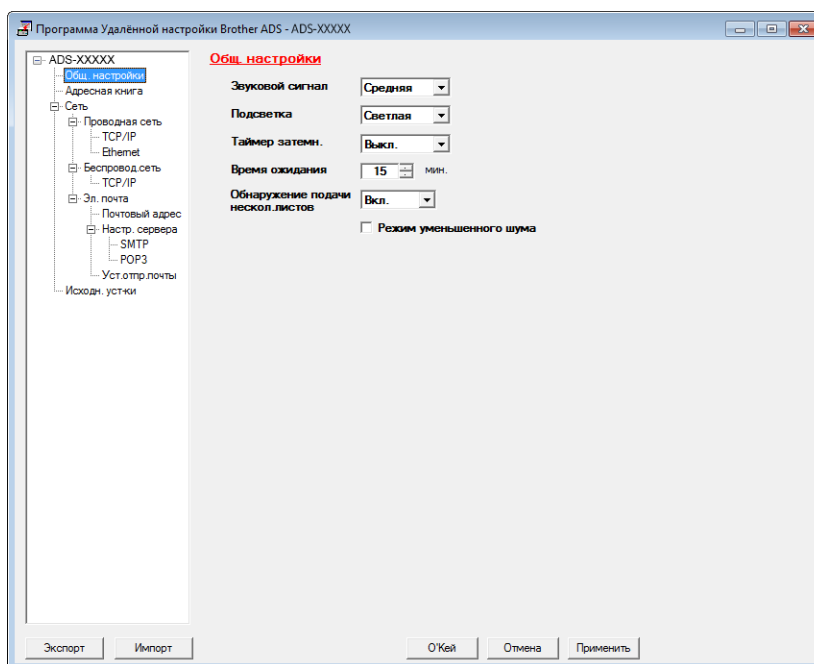 Программа Удалённой настройки Brother ADS - ADS-XXXXX
ADS-XXXXX
Общ. настройки
Адресная книга
Сеть
Проводная сеть
TCP/IP
Ethernet
Беспровод.сеть
TCP/IP
Эл. почта
Почтовый адрес
Настр. сервера
SMTP
POP3
Уст.отпр.почты
Исходн. уст-ки
Общ. настройки
Звуковой сигнал Средняя
Подсветка Светлая
Таймер затемн. Выкл.
Время ожидания 15 мин.
Обнаружение подачи
нескол.листов Вкл.
Режим уменьшенного шума
Экспорт Импорт О'Кей Отмена Применить